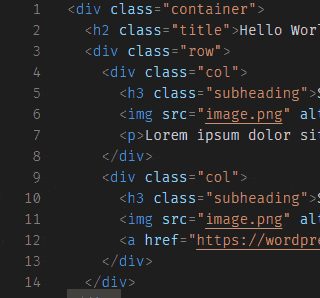 1 <div class="container">
2 <h2 class="title">Hello Worl
3 <div class="row">
4 <div class="col">
5 <h3 class="subheading">S
6 <img src="image.png" alt
7 <p>Lorem ipsum dolor sit
8 </div>
9 <div class="col">
10 <h3 class="subheading">S
11 <img src="image.png" alt
12 <a href="https://wordpre
13 </div>
14 </div>